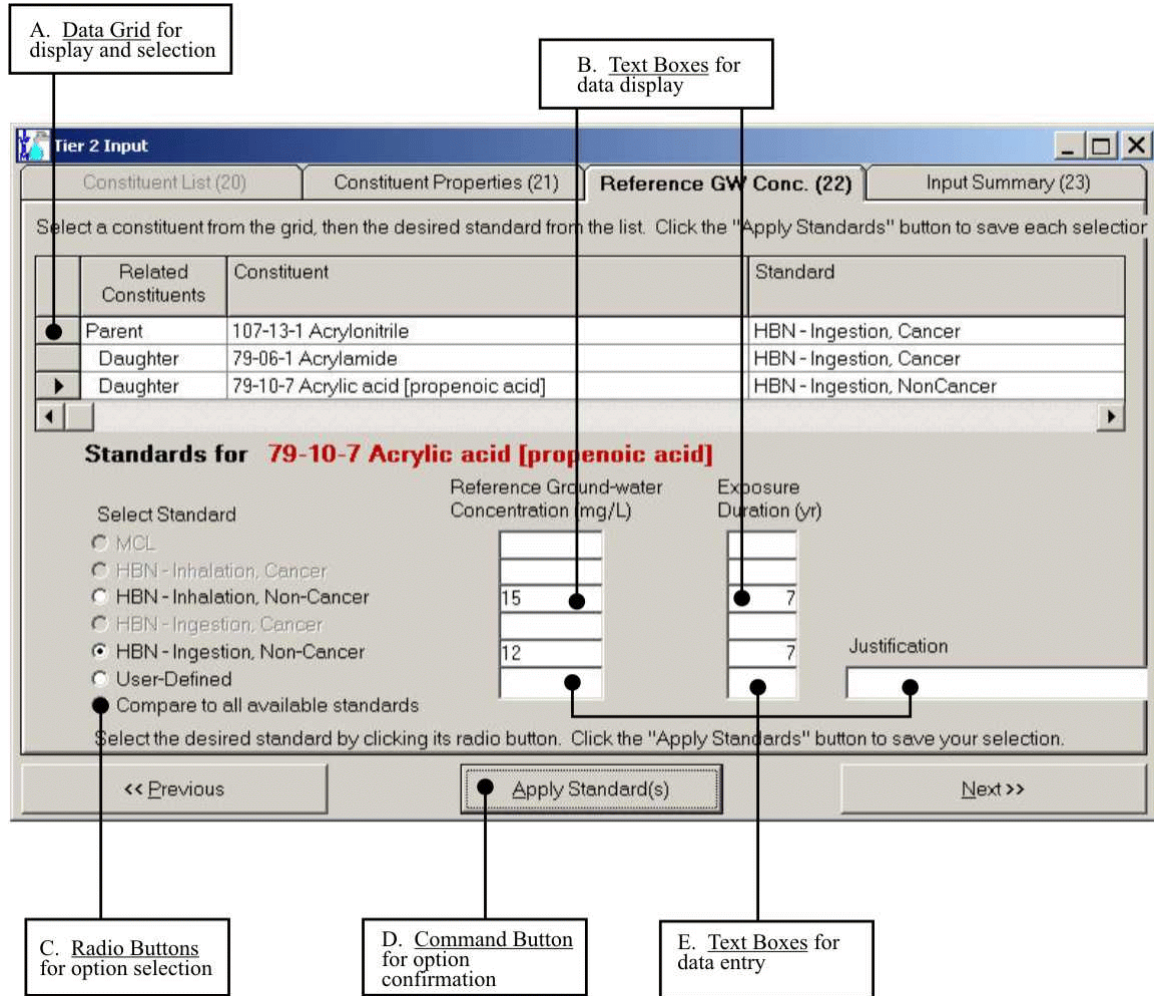 A. Data Grid for
display and selection
B. Text Boxes for
data display
Tier 2 Input
Constituent List (20)
Constituent Properties (21)
Reference GW Conc. (22)
Input Summary (23)
Select a constituent from the grid, then the desired standard from the list. Click the "Apply Standards" button to save each selection
Related
Constituents
Constituent
Standard
Parent
107-13-1 Acrylonitrile
HBN - Ingestion, Cancer
Daughter
79-06-1 Acrylamide
HBN - Ingestion, Cancer
Daughter
79-10-7 Acrylic acid [propenoic acid]
HBN - Ingestion, NonCancer
Standards for 79-10-7 Acrylic acid [propenoic acid]
Reference Ground-water
Concentration (mg/L)
Exposure
Duration (yr)
Select Standard
MCL
HBN - Inhalation, Cancer
HBN - Inhalation, Non-Cancer
15
7
HBN - Ingestion, Cancer
HBN - Ingestion, Non-Cancer
12
7
Justification
User-Defined
Compare to all available standards
Select the desired standard by clicking its radio button. Click the "Apply Standards" button to save your selection.
<< Previous
Apply Standard(s)
Next >>
C. Radio Buttons
for option selection
D. Command Button
for option
confirmation
E. Text Boxes for
data entry